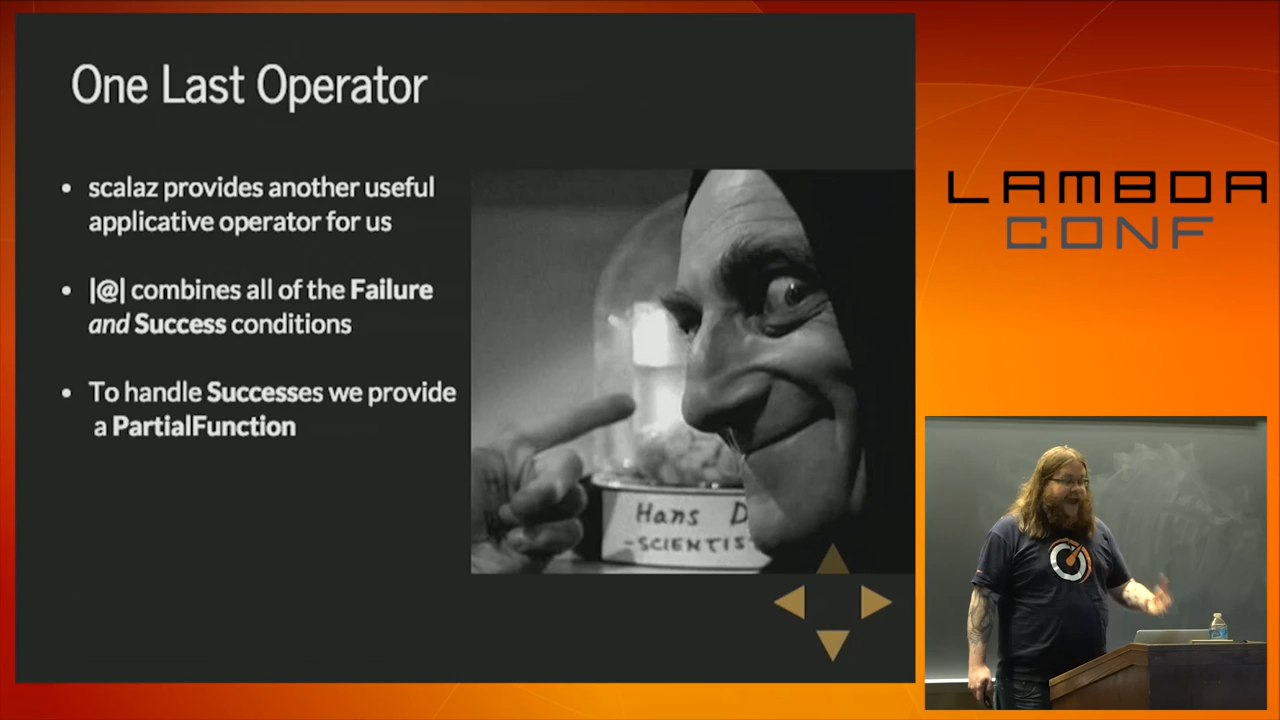 One Last Operator
• scalaz provides another useful
applicative operator for us
• |@| combines all of the Failure
and Success conditions
• To handle Successes we provide
a PartialFunction
Hans D
-SCIENTIS
LAMBDA
CONF